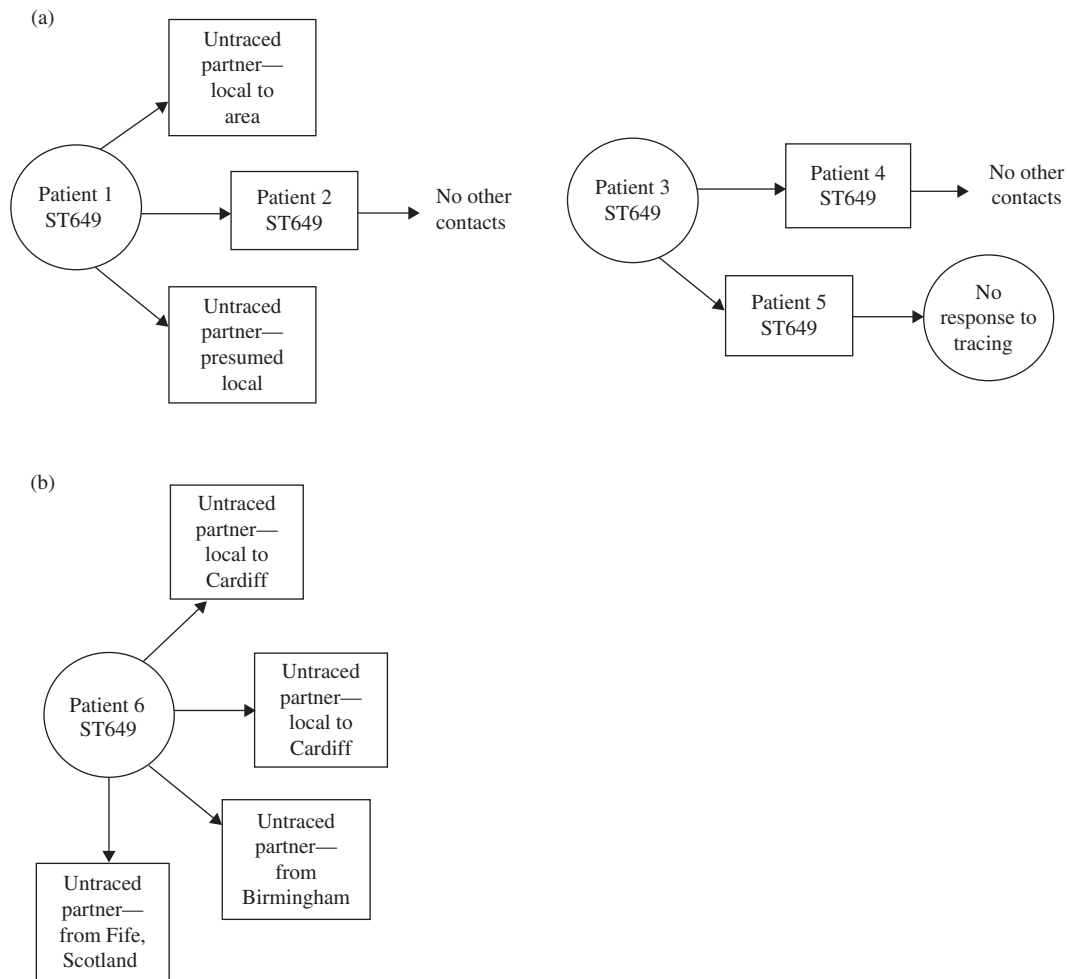 (a)
Untraced
partner—
local to
area
Patient 1
ST649
Patient 2
ST649
No other
contacts
Untraced
partner—
presumed
local
Patient 3
ST649
Patient 4
ST649
No other
contacts
Patient 5
ST649
No
response to
tracing
(b)
Untraced
partner—
local to
Cardiff
Patient 6
ST649
Untraced
partner—
local to
Cardiff
Untraced
partner—
from
Birmingham
Untraced
partner—
from Fife,
Scotland